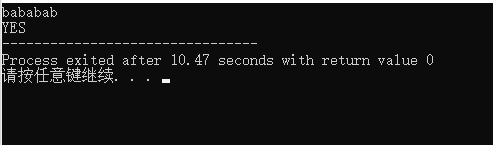 bababab
YES
--------------------------------
Process exited after 10.47 seconds with return value 0
请按任意键继续. . .